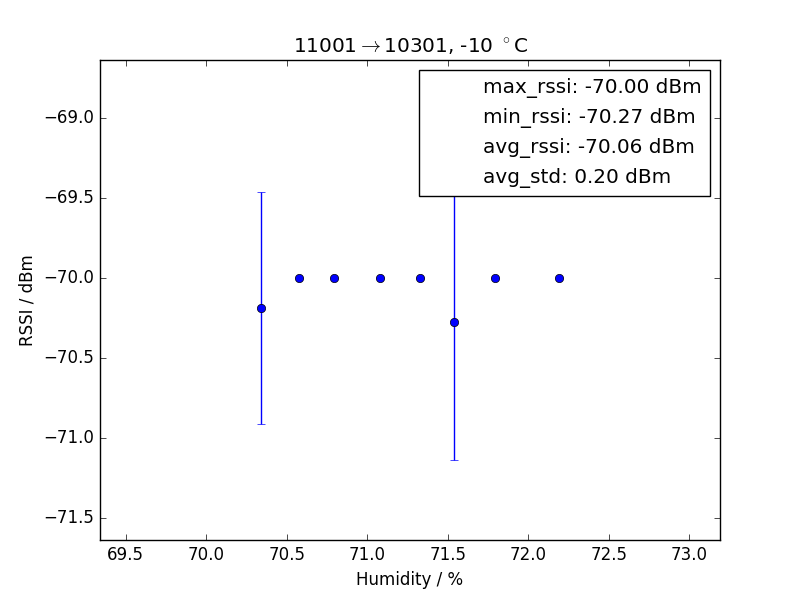 11001→10301, -10 °C
max_rssi: -70.00 dBm
min_rssi: -70.27 dBm
avg_rssi: -70.06 dBm
avg_std: 0.20 dBm
RSSI / dBm
−69.0
−69.5
−70.0
−70.5
−71.0
−71.5
69.5 70.0 70.5 71.0 71.5 72.0 72.5 73.0
Humidity / %